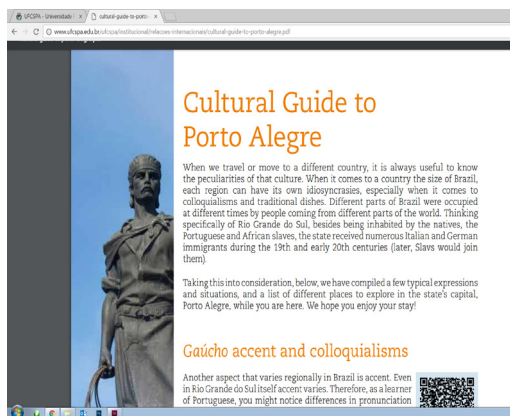 UFCSPA - Universidade F
cultural-guide-to-porto-
www.ufcspa.edu.br/ufcspa/institucional/relacoes-internacionais/cultural-guide-to-porto-alegre.pdf
Cultural Guide to
Porto Alegre
When we travel or move to a different country, it is always useful to know
the peculiarities of that culture. When it comes to a country the size of Brazil,
each region can have its own idiosyncrasies, especially when it comes to
colloquialisms and traditional dishes. Different parts of Brazil were occupied
at different times by people coming from different parts of the world. Thinking
specifically of Rio Grande do Sul, besides being inhabited by the natives, the
Portuguese and African slaves, the state received numerous Italian and German
immigrants during the 19th and early 20th centuries (later, Slavs would join
them).
Taking this into consideration, below, we have compiled a few typical expressions
and situations, and a list of different places to explore in the state's capital,
Porto Alegre, while you are here. We hope you enjoy your stay!
Gaúcho accent and colloquialisms
Another aspect that varies regionally in Brazil is accent. Even
in Rio Grande do Sul itself accent varies. Therefore, as a learner
of Portuguese, you might notice differences in pronunciation